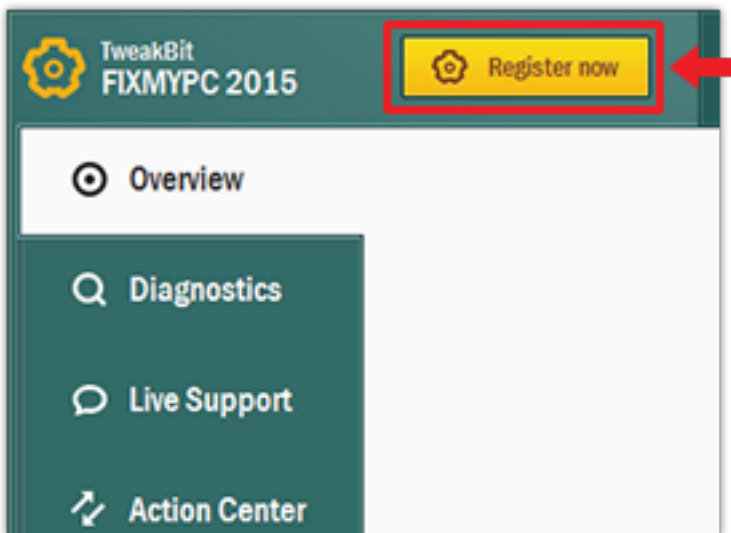 TweakBit
FIXMYPC 2015
Register now
Overview
Diagnostics
Live Support
Action Center